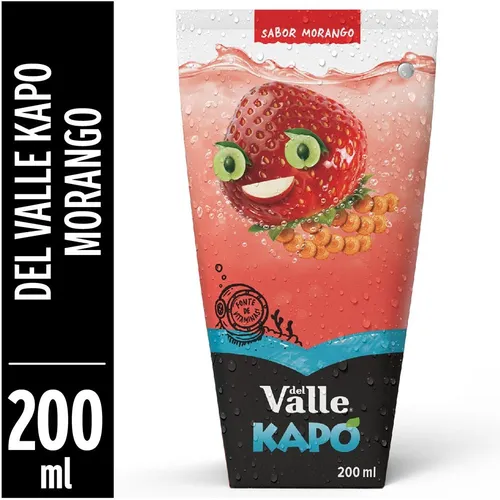 DEL VALLE KAPO
MORANGO
200
ml
SABOR MORANGO
FONTE
DE
VITAMINAS
del
Valle
KAPO
200 ml